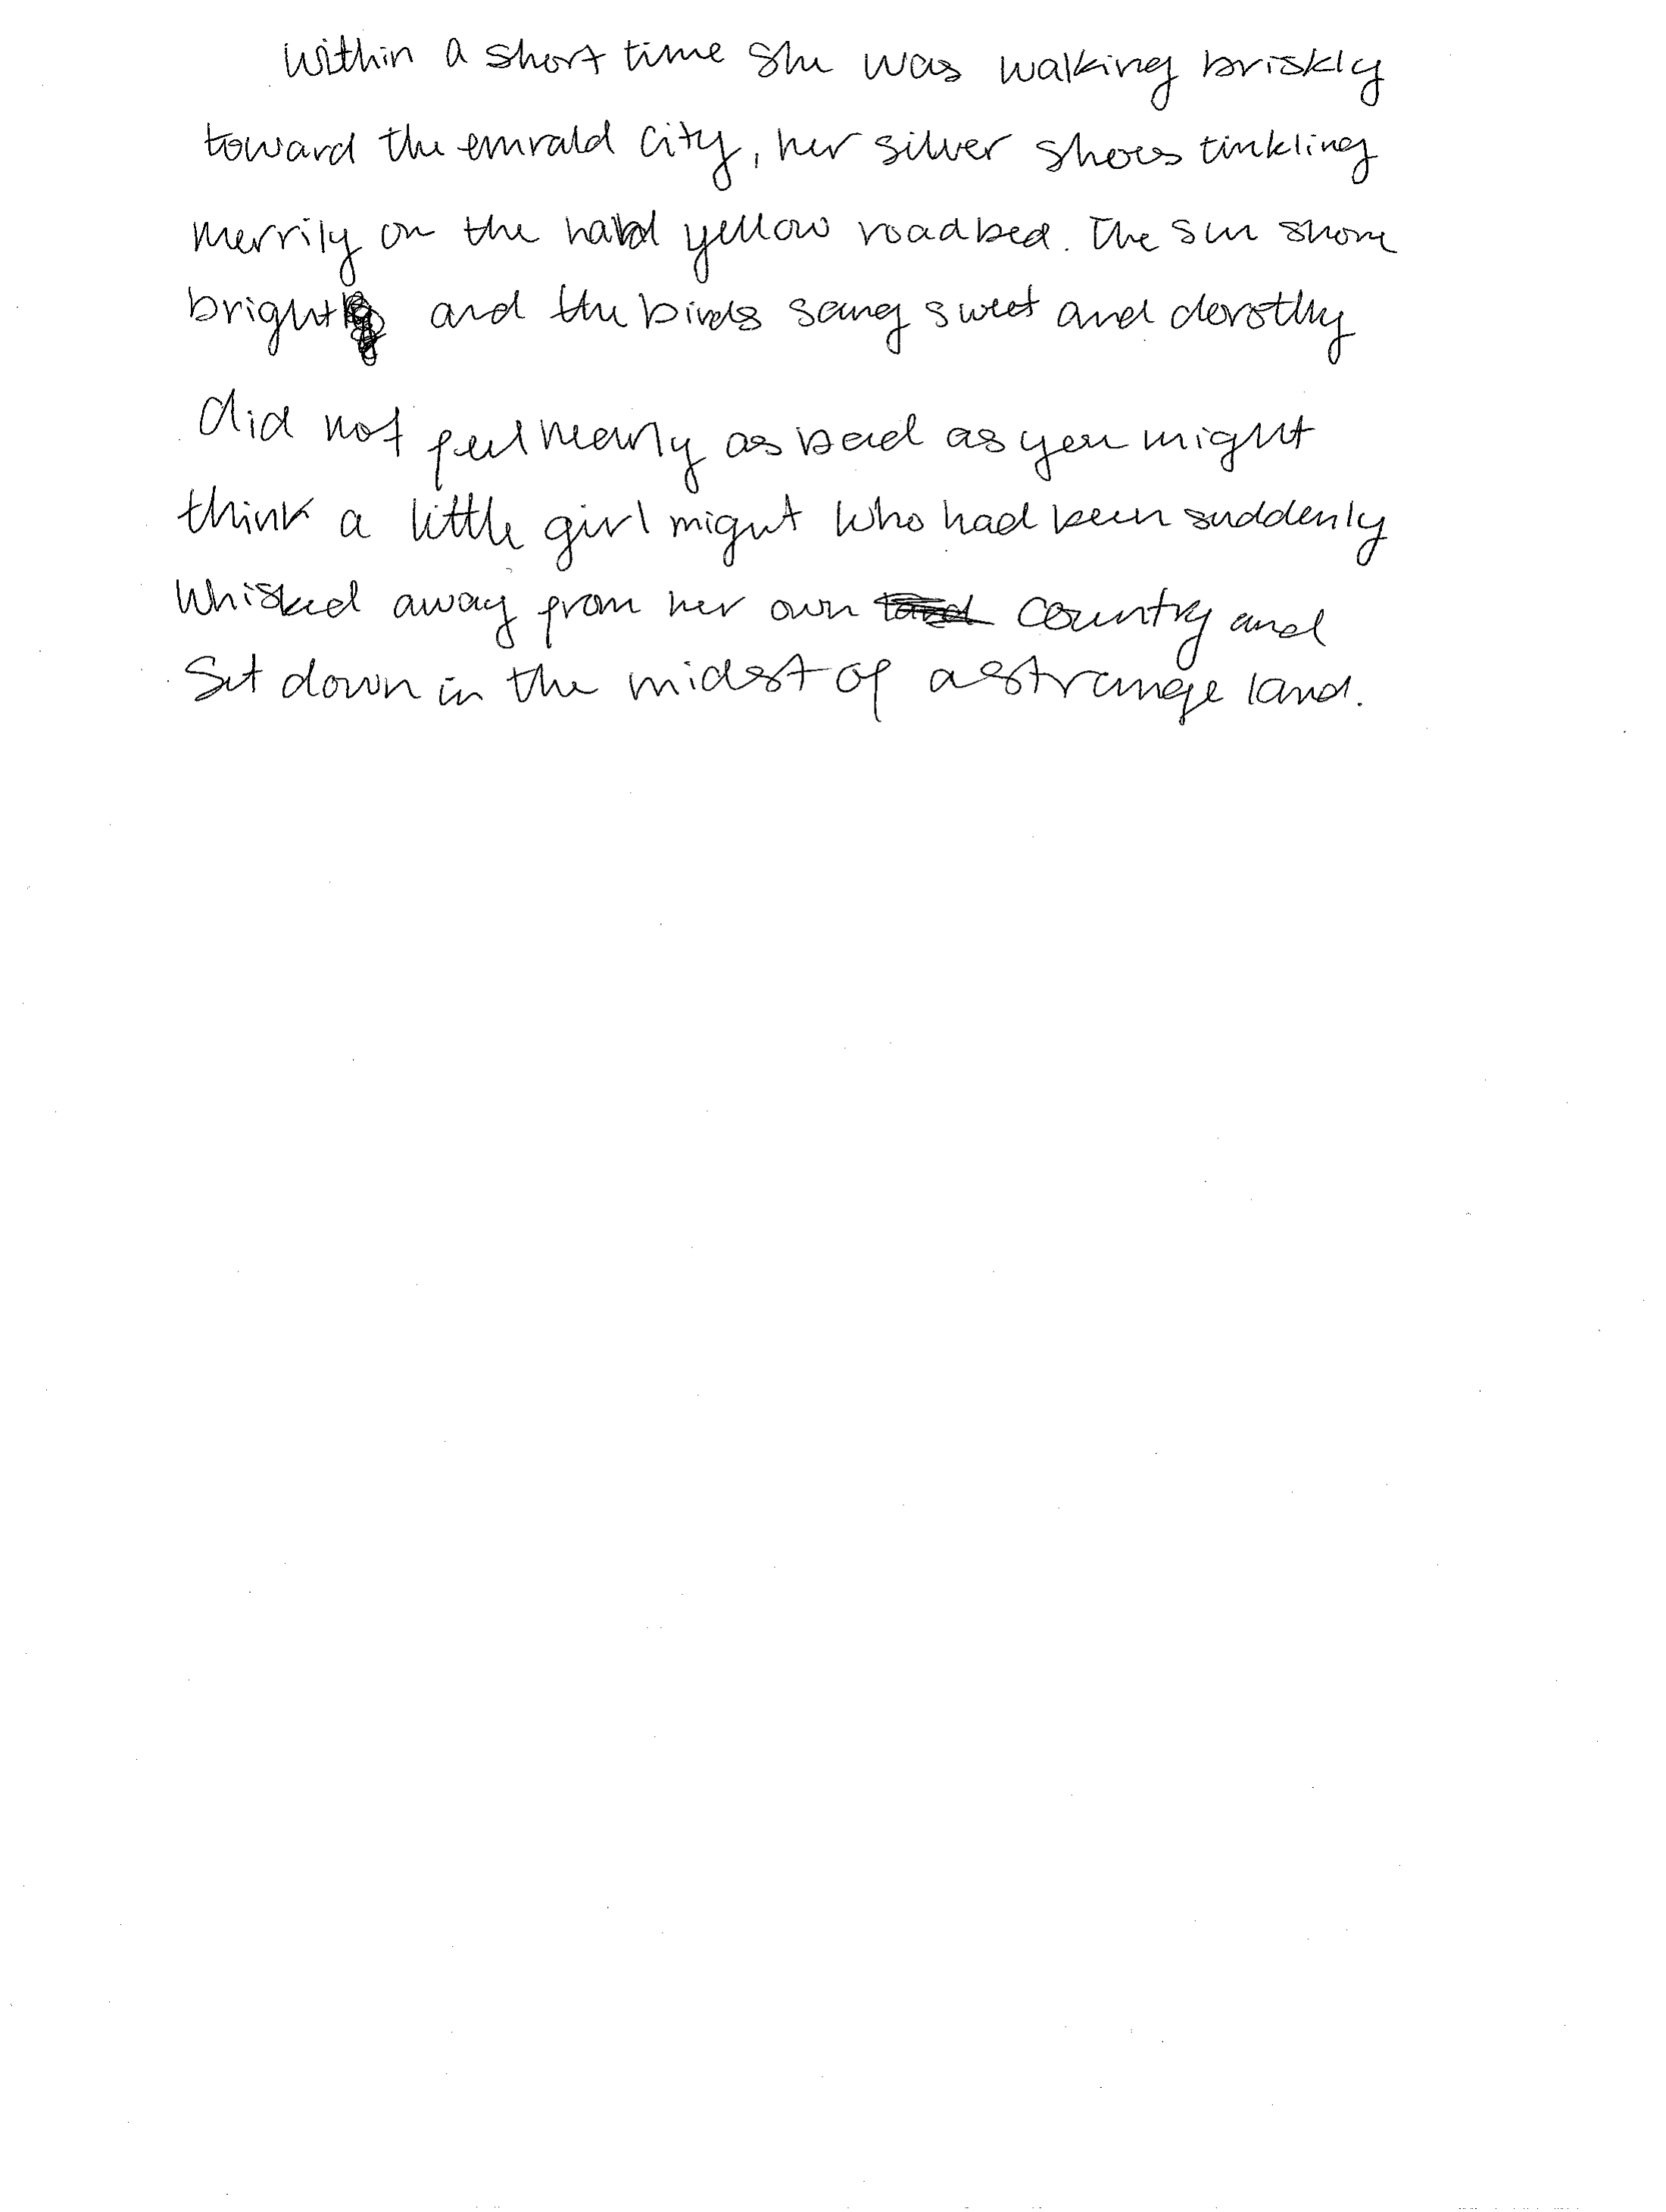 Within a short time she was walking briskly
toward the emrald City, her silver shoes tinkling
merrily on the hard yellow roadbed. The sun shone
bright and the birds sang sweet and dorothy
did not feel nearly as bad as you might
think a little girl might who had been suddenly
whisked away from her own country and
Set down in the midst of a strange land.